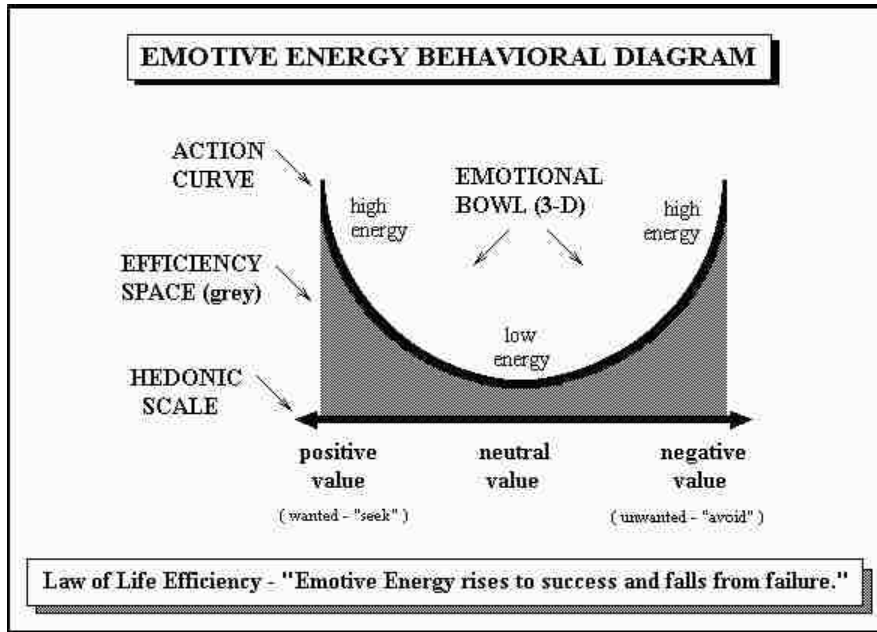 EMOTIVE ENERGY BEHAVIORAL DIAGRAM
ACTION
CURVE
EMOTIONAL
BOWL (3-D)
high
energy
high
energy
EFFICIENCY
SPACE (grey)
low
energy
HEDONIC
SCALE
positive
value
neutral
value
negative
value
( wanted - "seek" )
( unwanted - "avoid" )
Law of Life Efficiency - "Emotive Energy rises to success and falls from failure."